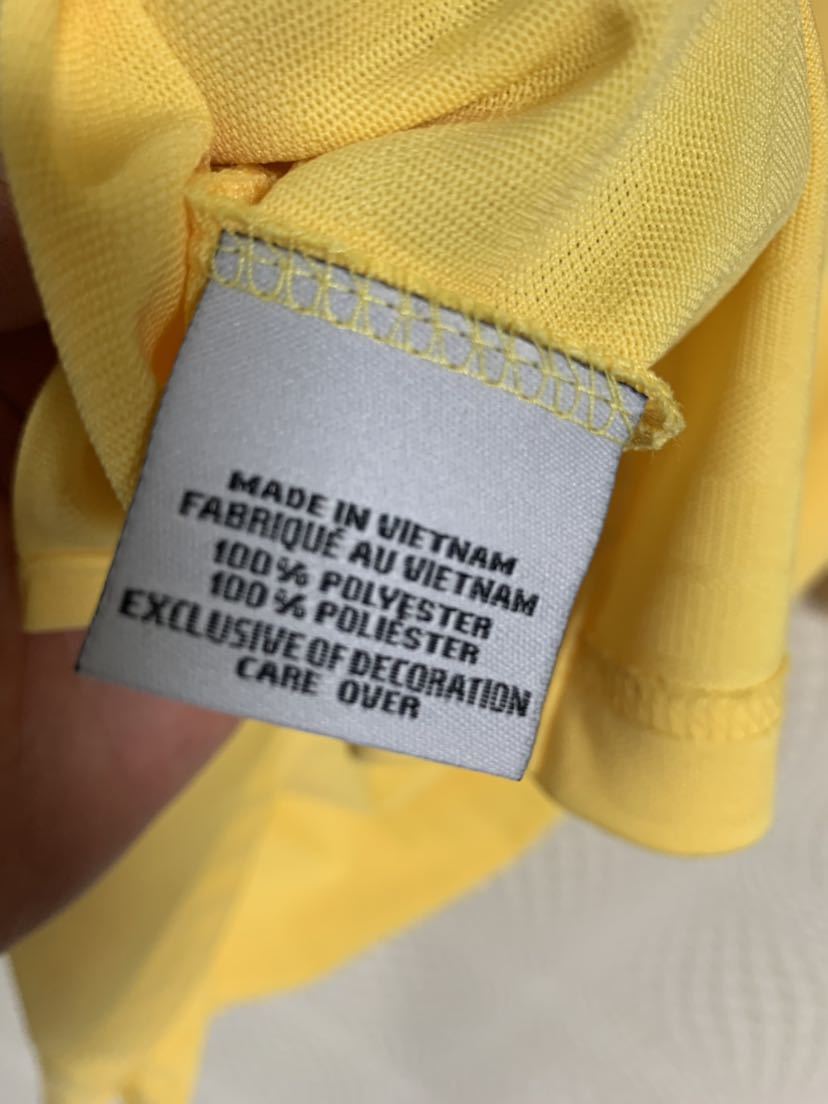 MADE IN VIETNAM
FABRIQUÉ AU VIETNAM
100% POLYESTER
100% POLIÉSTER
EXCLUSIVE OF DECORATION
CARE OVER